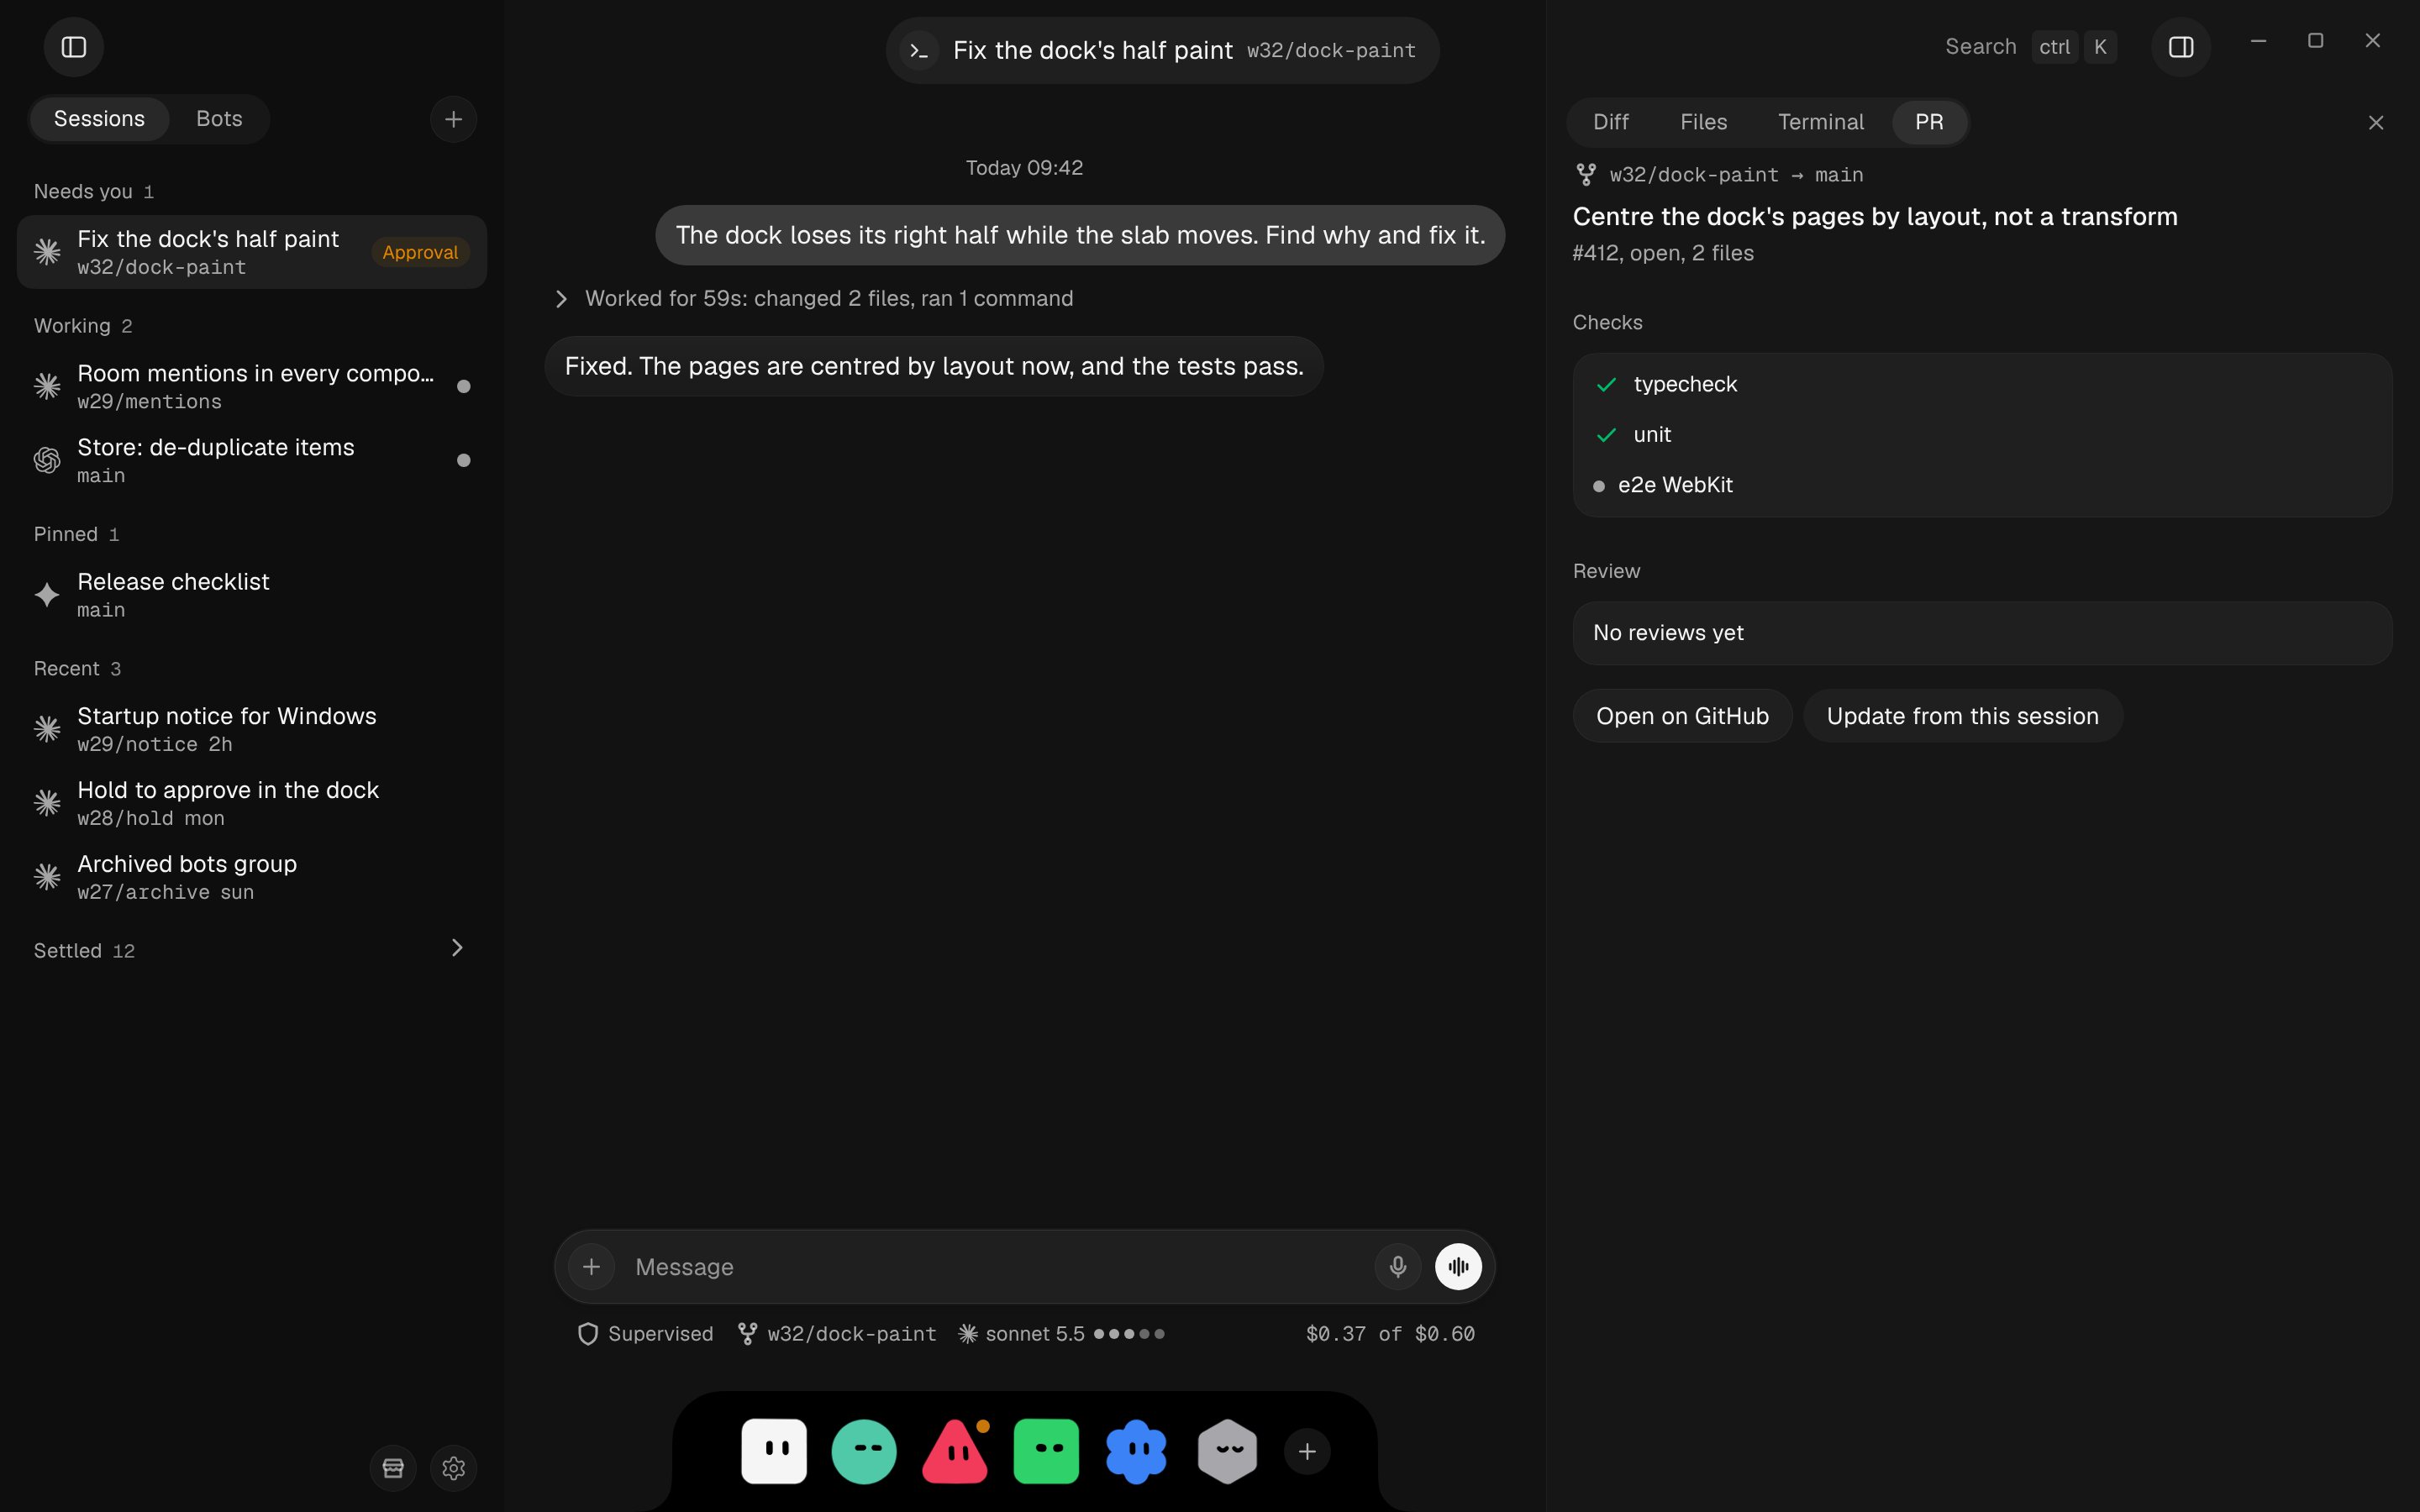 Fix the dock's half paint w32/dock-paint
Search ctrl K
Sessions Bots
Needs you 1
Fix the dock's half paint
w32/dock-paint
Approval
Working 2
Room mentions in every compo…
w29/mentions
Store: de-duplicate items
main
Pinned 1
Release checklist
main
Recent 3
Startup notice for Windows
w29/notice 2h
Hold to approve in the dock
w28/hold mon
Archived bots group
w27/archive sun
Settled 12
Today 09:42
The dock loses its right half while the slab moves. Find why and fix it.
Worked for 59s: changed 2 files, ran 1 command
Fixed. The pages are centred by layout now, and the tests pass.
Message
Supervised w32/dock-paint sonnet 5.5 $0.37 of $0.60
Diff Files Terminal PR
w32/dock-paint → main
Centre the dock's pages by layout, not a transform
#412, open, 2 files
Checks
typecheck
unit
e2e WebKit
Review
No reviews yet
Open on GitHub Update from this session